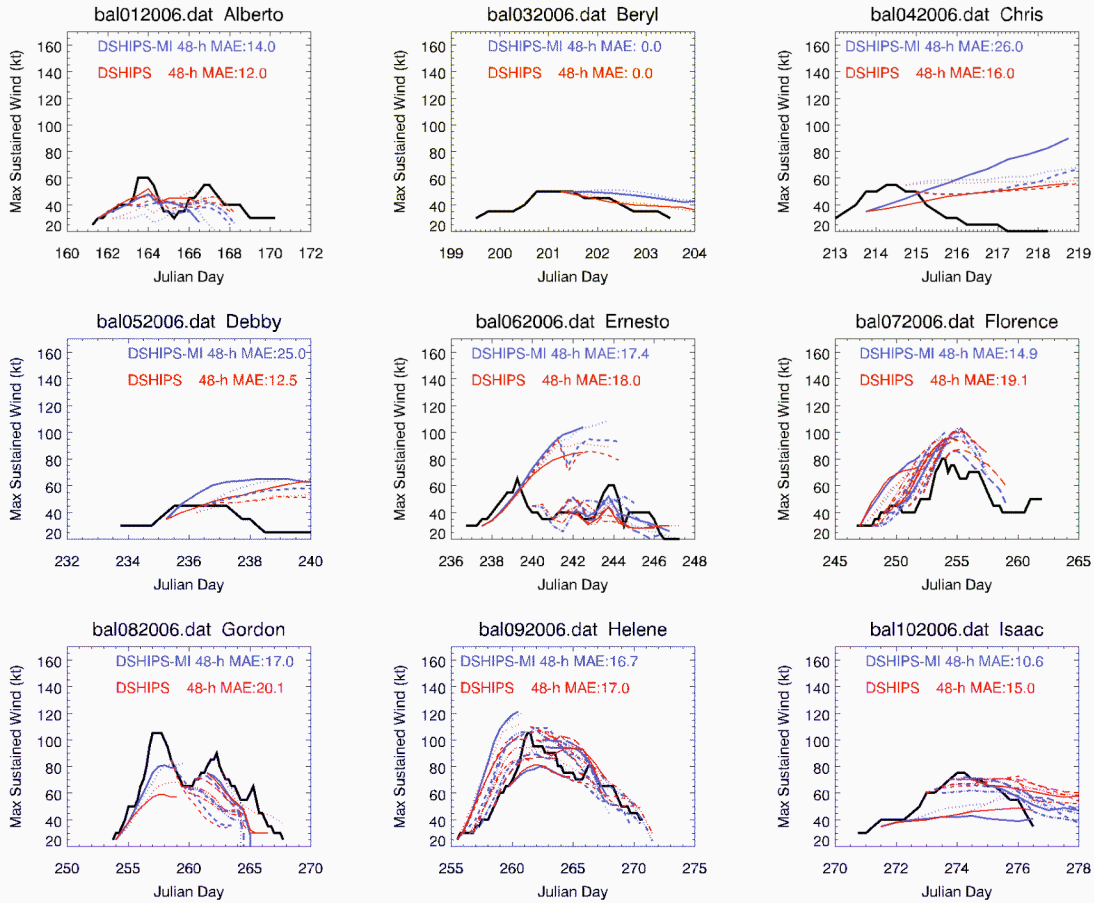 bal012006.dat Alberto
Max Sustained Wind (kt)
160
140
120
100
80
60
40
20
DSHIPS-MI 48-h MAE:14.0
DSHIPS 48-h MAE:12.0
160 162 164 166 168 170 172
Julian Day
bal032006.dat Beryl
Max Sustained Wind (kt)
160
140
120
100
80
60
40
20
DSHIPS-MI 48-h MAE: 0.0
DSHIPS 48-h MAE: 0.0
199 200 201 202 203 204
Julian Day
bal042006.dat Chris
Max Sustained Wind (kt)
160
140
120
100
80
60
40
20
DSHIPS-MI 48-h MAE:26.0
DSHIPS 48-h MAE:16.0
213 214 215 216 217 218 219
Julian Day
bal052006.dat Debby
Max Sustained Wind (kt)
160
140
120
100
80
60
40
20
DSHIPS-MI 48-h MAE:25.0
DSHIPS 48-h MAE:12.5
232 234 236 238 240
Julian Day
bal062006.dat Ernesto
Max Sustained Wind (kt)
160
140
120
100
80
60
40
20
DSHIPS-MI 48-h MAE:17.4
DSHIPS 48-h MAE:18.0
236 238 240 242 244 246 248
Julian Day
bal072006.dat Florence
Max Sustained Wind (kt)
160
140
120
100
80
60
40
20
DSHIPS-MI 48-h MAE:14.9
DSHIPS 48-h MAE:19.1
245 250 255 260 265
Julian Day
bal082006.dat Gordon
Max Sustained Wind (kt)
160
140
120
100
80
60
40
20
DSHIPS-MI 48-h MAE:17.0
DSHIPS 48-h MAE:20.1
250 255 260 265 270
Julian Day
bal092006.dat Helene
Max Sustained Wind (kt)
160
140
120
100
80
60
40
20
DSHIPS-MI 48-h MAE:16.7
DSHIPS 48-h MAE:17.0
255 260 265 270 275
Julian Day
bal102006.dat Isaac
Max Sustained Wind (kt)
160
140
120
100
80
60
40
20
DSHIPS-MI 48-h MAE:10.6
DSHIPS 48-h MAE:15.0
270 272 274 276 278
Julian Day